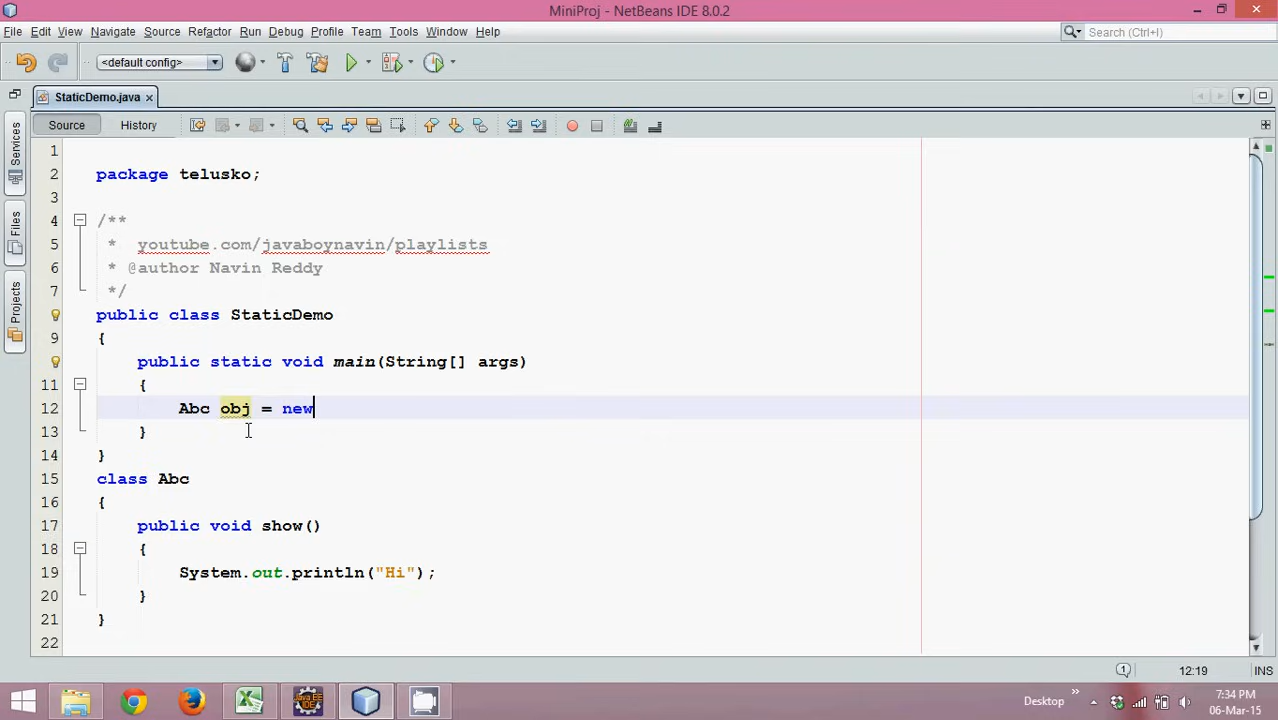 MiniProj - NetBeans IDE 8.0.2
File Edit View Navigate Source Refactor Run Debug Profile Team Tools Window Help
Search (Ctrl+I)
<default config>
StaticDemo.java
Source History
Services
Files
Projects
1
2 package telusko;
3
4 /**
5 * youtube.com/javaboynavin/playlists
6 * @author Navin Reddy
7 */
public class StaticDemo
9 {
public static void main(String[] args)
11 {
12 Abc obj = new
13 }
14 }
15 class Abc
16 {
17 public void show()
18 {
19 System.out.println("Hi");
20 }
21 }
22
1 12:19 INS
Desktop
Java EE IDE
7:34 PM
06-Mar-15